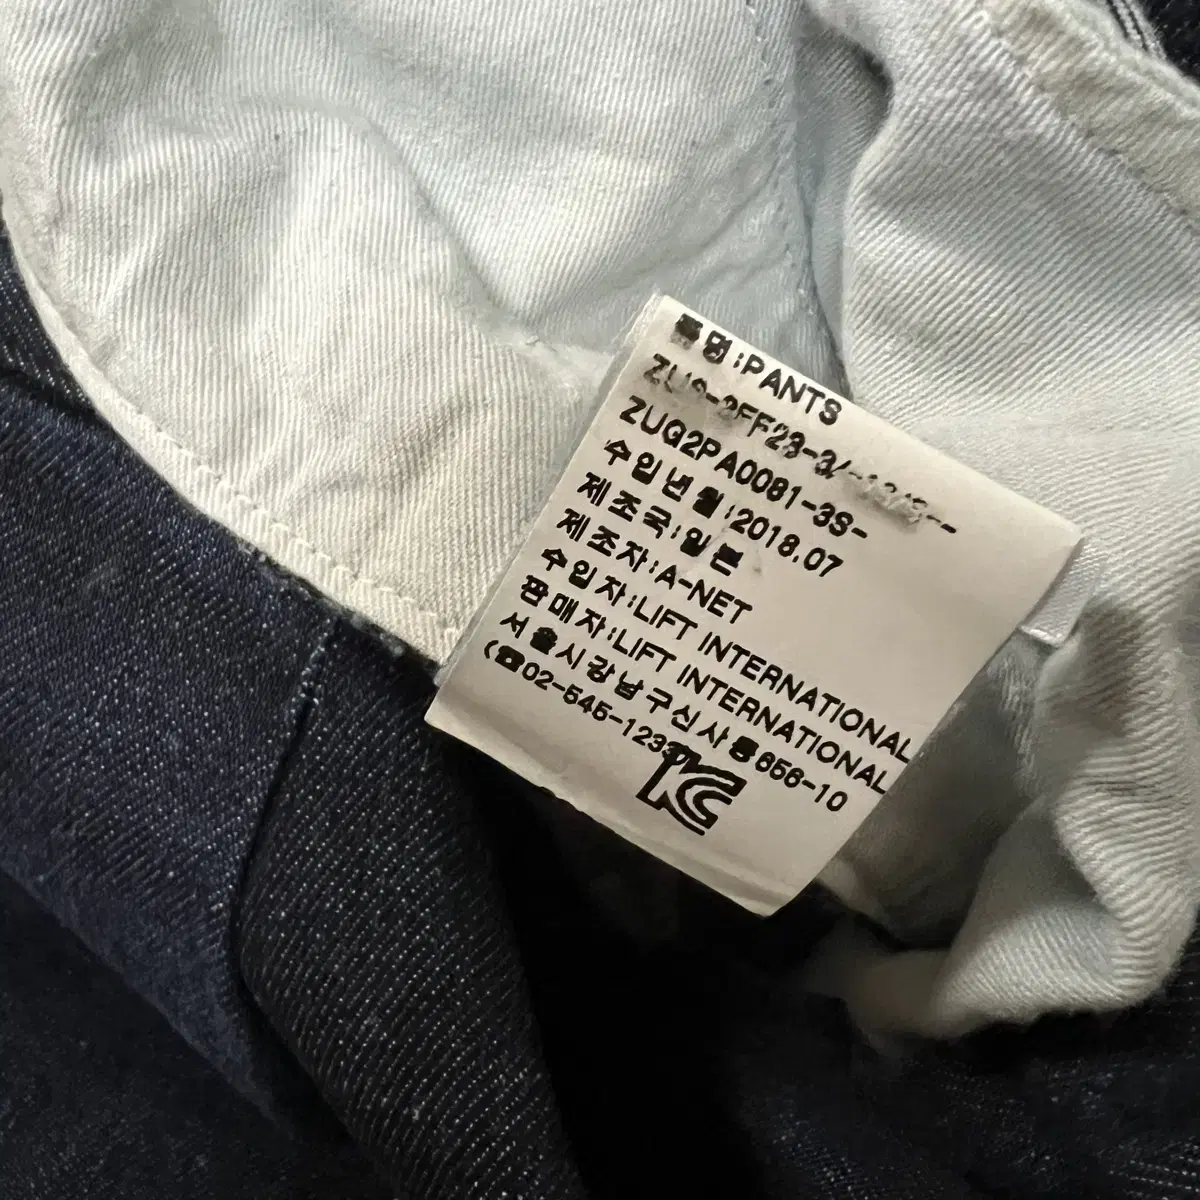 품명:PANTS
ZUQ2PA0081-3S-
수입년월:2018.07
제조국:일본
제조자:A-NET
수입자:LIFT INTERNATIONAL
판매자:LIFT INTERNATIONAL
서울시강남구신사동656-10
(☎02-545-1233)
KC